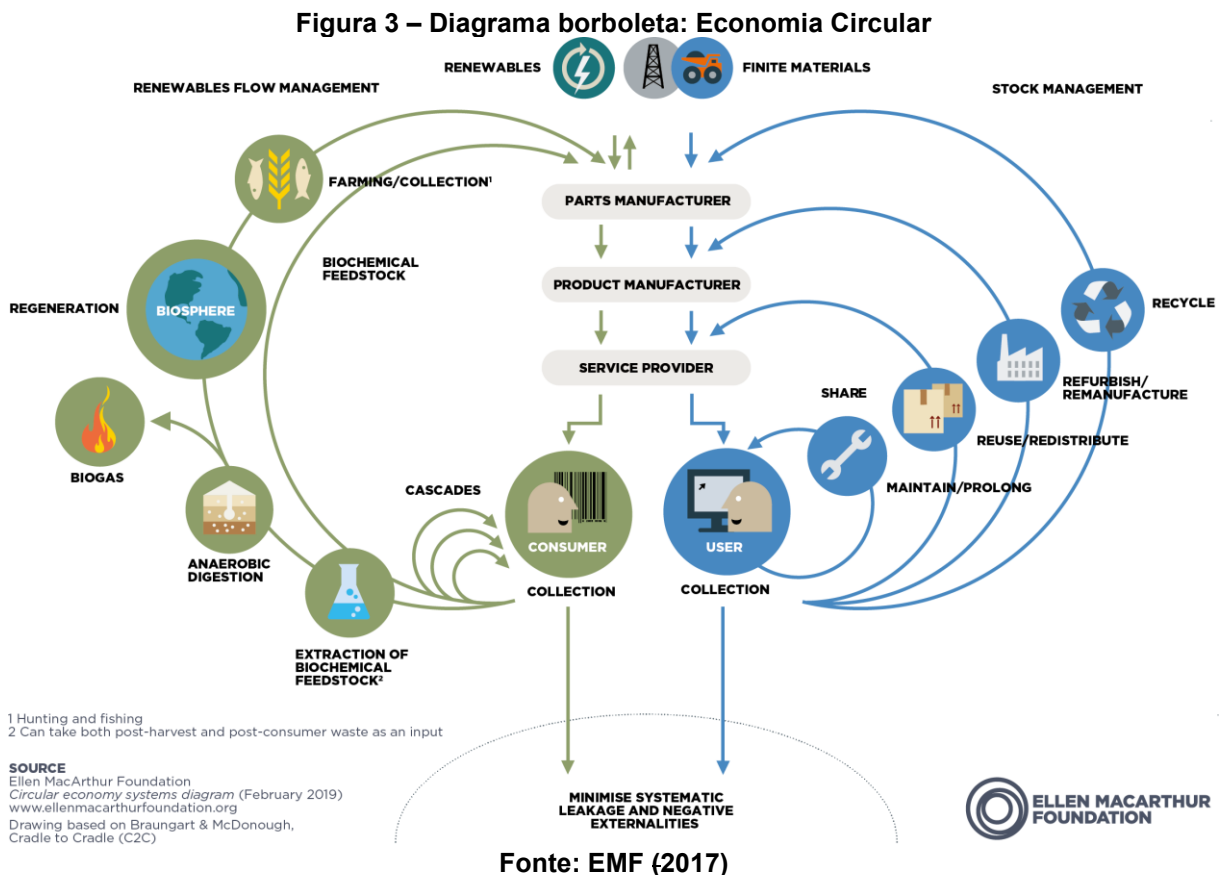 Figura 3 – Diagrama borboleta: Economia Circular
RENEWABLES
FINITE MATERIALS
RENEWABLES FLOW MANAGEMENT
STOCK MANAGEMENT
FARMING/COLLECTION¹
PARTS MANUFACTURER
BIOCHEMICAL
FEEDSTOCK
PRODUCT MANUFACTURER
REGENERATION
BIOSPHERE
RECYCLE
SERVICE PROVIDER
SHARE
REFURBISH/
REMANUFACTURE
REUSE/REDISTRIBUTE
BIOGAS
CASCADES
MAINTAIN/PROLONG
CONSUMER
USER
ANAEROBIC
DIGESTION
COLLECTION
COLLECTION
EXTRACTION OF
BIOCHEMICAL
FEEDSTOCK²
1 Hunting and fishing
2 Can take both post-harvest and post-consumer waste as an input
SOURCE
Ellen MacArthur Foundation
Circular economy systems diagram (February 2019)
www.ellenmacarthurfoundation.org
Drawing based on Braungart & McDonough,
Cradle to Cradle (C2C)
MINIMISE SYSTEMATIC
LEAKAGE AND NEGATIVE
EXTERNALITIES
ELLEN MACARTHUR
FOUNDATION
Fonte: EMF (2017)